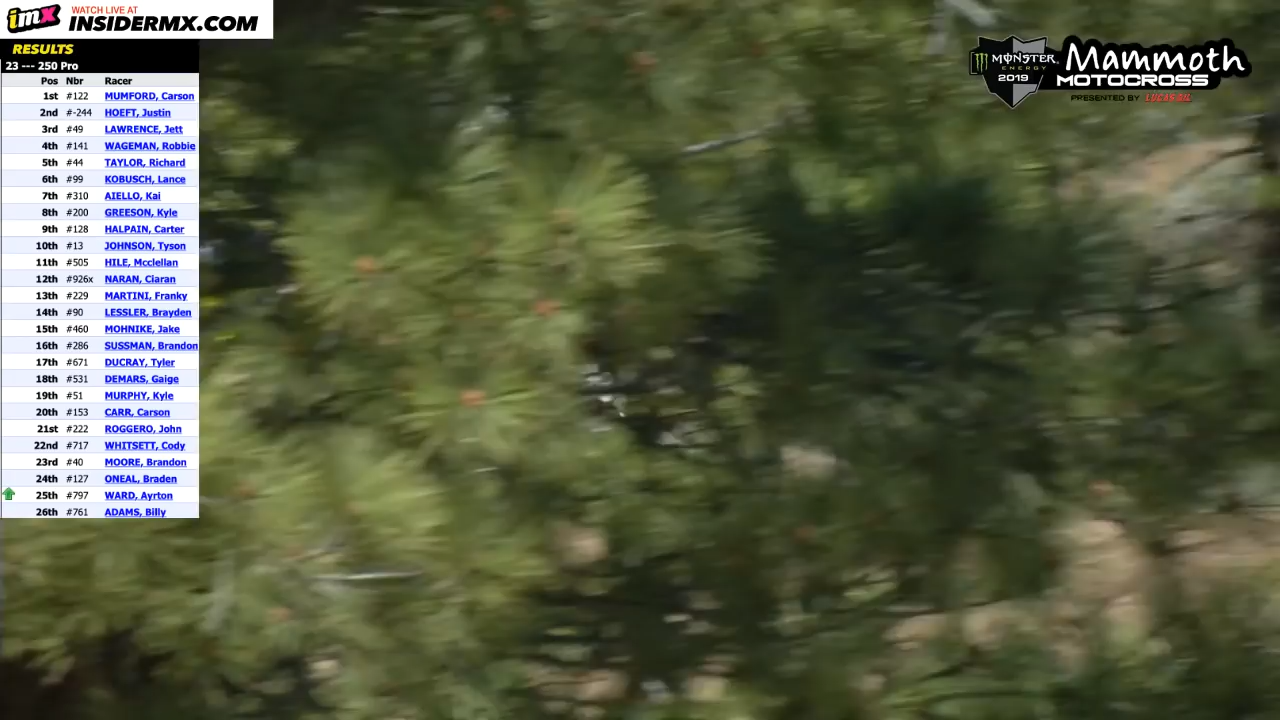 imx WATCH LIVE AT
INSIDERMX.COM
RESULTS
23 --- 250 Pro
Pos Nbr Racer
1st #122 MUMFORD, Carson
2nd #-244 HOEFT, Justin
3rd #49 LAWRENCE, Jett
4th #141 WAGEMAN, Robbie
5th #44 TAYLOR, Richard
6th #99 KOBUSCH, Lance
7th #310 AIELLO, Kai
8th #200 GREESON, Kyle
9th #128 HALPAIN, Carter
10th #13 JOHNSON, Tyson
11th #505 HILE, Mcclellan
12th #926x NARAN, Ciaran
13th #229 MARTINI, Franky
14th #90 LESSLER, Brayden
15th #460 MOHNIKE, Jake
16th #286 SUSSMAN, Brandon
17th #671 DUCRAY, Tyler
18th #531 DEMARS, Gaige
19th #51 MURPHY, Kyle
20th #153 CARR, Carson
21st #222 ROGGERO, John
22nd #717 WHITSETT, Cody
23rd #40 MOORE, Brandon
24th #127 ONEAL, Braden
25th #797 WARD, Ayrton
26th #761 ADAMS, Billy
MONSTER
ENERGY
2019
Mammoth
MOTOCROSS
PRESENTED BY LUCAS OIL